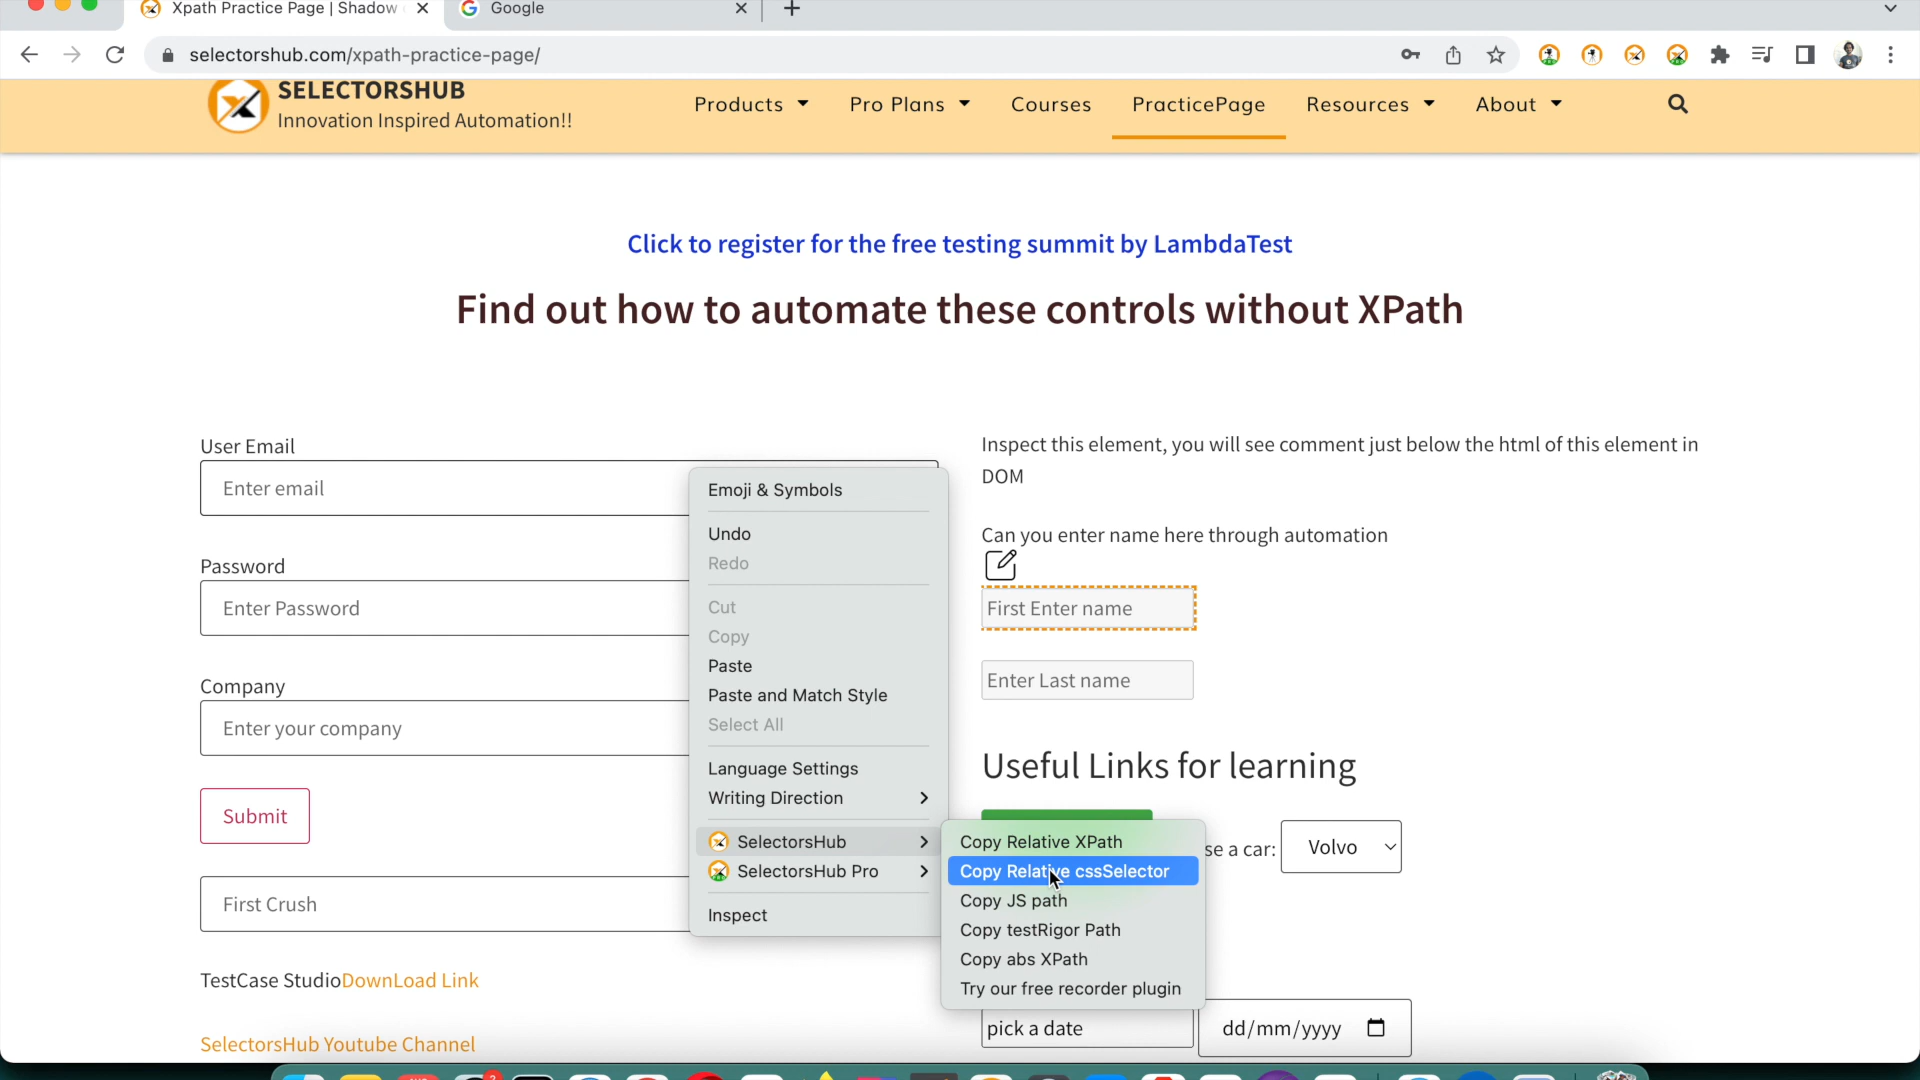 Xpath Practice Page | Shadow
Google
selectorshub.com/xpath-practice-page/
SELECTORSHUB
Innovation Inspired Automation!!
Products
Pro Plans
Courses
PracticePage
Resources
About
Click to register for the free testing summit by LambdaTest
Find out how to automate these controls without XPath
User Email
Enter email
Password
Enter Password
Company
Enter your company
Submit
First Crush
TestCase StudioDownLoad Link
SelectorsHub Youtube Channel
Emoji & Symbols
Undo
Redo
Cut
Copy
Paste
Paste and Match Style
Select All
Language Settings
Writing Direction
SelectorsHub
SelectorsHub Pro
Inspect
Copy Relative XPath
Copy Relative cssSelector
Copy JS path
Copy testRigor Path
Copy abs XPath
Try our free recorder plugin
Inspect this element, you will see comment just below the html of this element in
DOM
Can you enter name here through automation
First Enter name
Enter Last name
Useful Links for learning
se a car:
Volvo
pick a date
dd/mm/yyyy